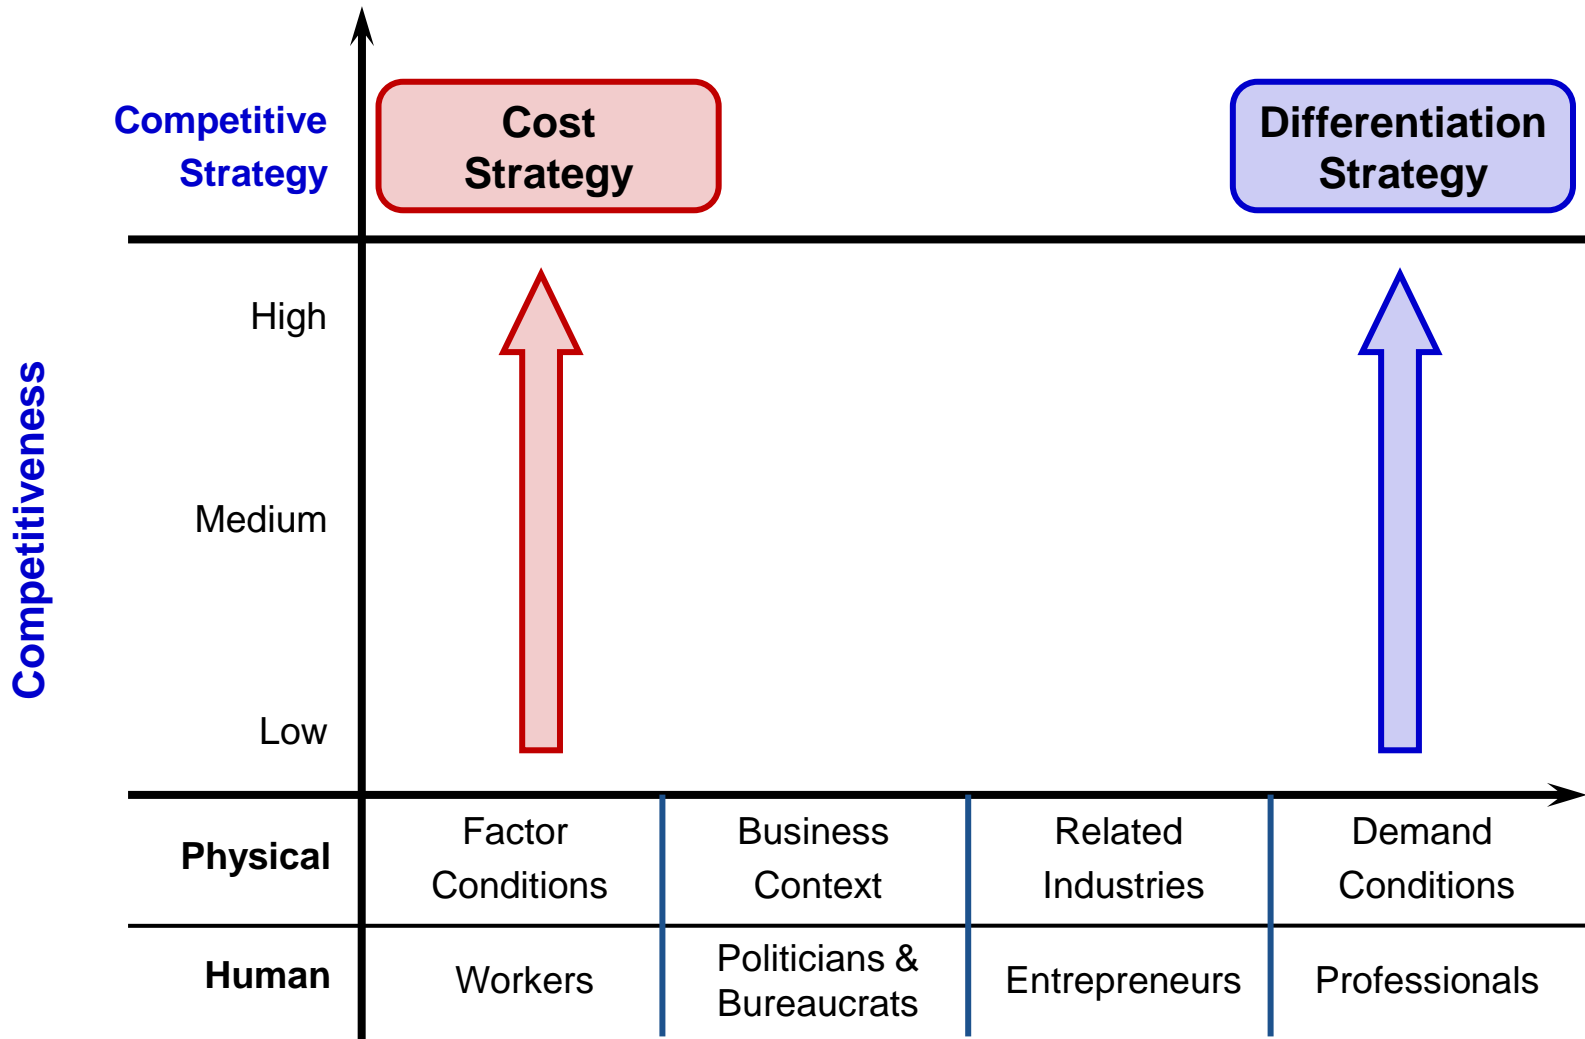 Competitive
Strategy
Cost
Strategy
Differentiation
Strategy
Competitiveness
High
Medium
Low
Physical
Factor
Conditions
Business
Context
Related
Industries
Demand
Conditions
Human
Workers
Politicians &
Bureaucrats
Entrepreneurs
Professionals